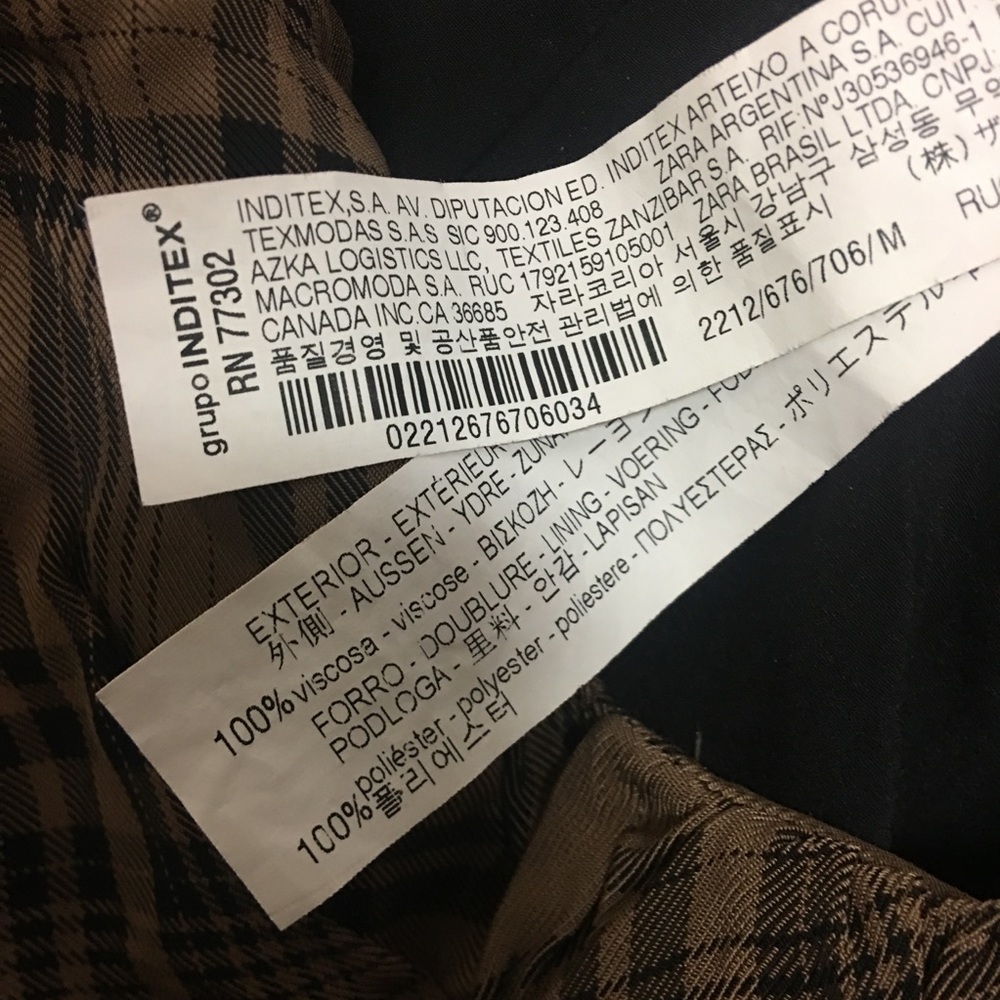 grupo INDITEX®
RN 77302
INDITEX,S.A. AV. DIPUTACION ED. INDITEX ARTEIXO A CORUÑ
TEXMODAS S.A.S SIC 900.123.408 ZARA ARGENTINA S.A. CUIT
AZKA LOGISTICS LLC, TEXTILES ZANZIBAR S.A. RIF:NºJ30536946-1
MACROMODA S.A. RUC 1792159105001 ZARA BRASIL LTDA. CNPJ:
CANADA INC.CA 36685 자라코리아 서울시 강남구 삼성동 무역
품질경영 및 공산품안전 관리법에 의한 품질표시 (株) ザ
02212676706034
2212/676/706/M
RU
EXTERIOR - EXTÉRIEUR
外側 - AUSSEN - YDRE - ZUNA
100% viscosa - viscose - ΒΙΣΚΟΖΗ - レーヨン
FORRO - DOUBLURE - LINING - VOERING - FOD
PODLOGA - 里料 - 안감 - LAPISAN
100% poliéster - polyester - poliestere - ΠΟΛΥΕΣΤΕΡΑΣ - ポリエステル
폴리에스터